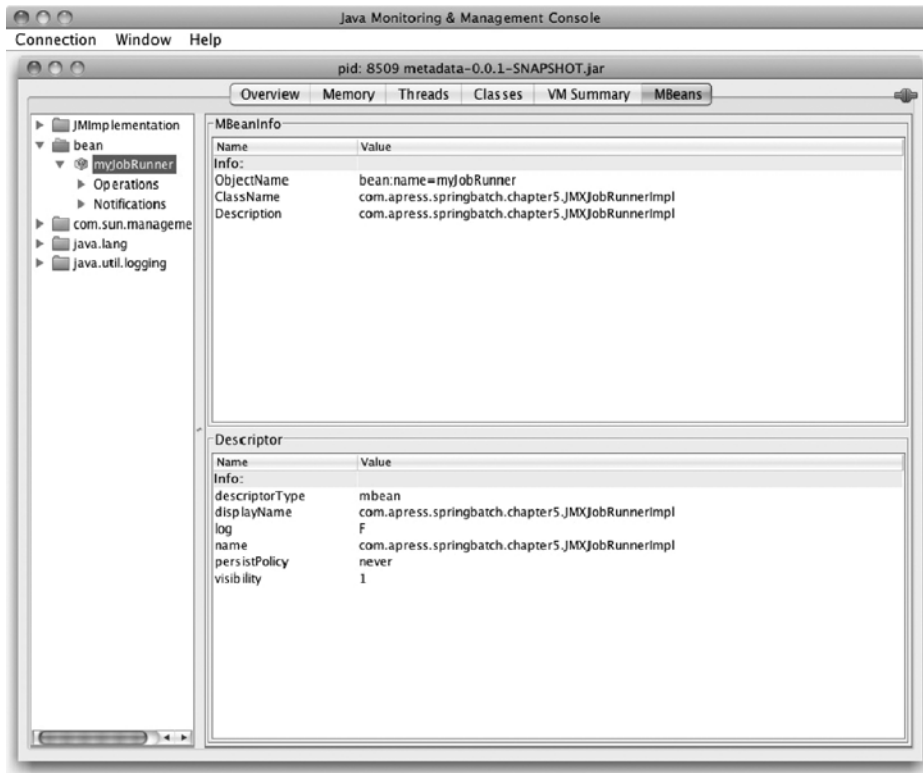 Java Monitoring & Management Console
Connection Window Help
pid: 8509 metadata-0.0.1-SNAPSHOT.jar
Overview Memory Threads Classes VM Summary MBeans
JMImplementation
bean
myJobRunner
Operations
Notifications
com.sun.manageme
java.lang
java.util.logging
MBeanInfo
Name Value
Info:
ObjectName bean:name=myJobRunner
ClassName com.apress.springbatch.chapter5.JMXJobRunnerImpl
Description com.apress.springbatch.chapter5.JMXJobRunnerImpl
Descriptor
Name Value
Info:
descriptorType mbean
displayName com.apress.springbatch.chapter5.JMXJobRunnerImpl
log F
name com.apress.springbatch.chapter5.JMXJobRunnerImpl
persistPolicy never
visibility 1